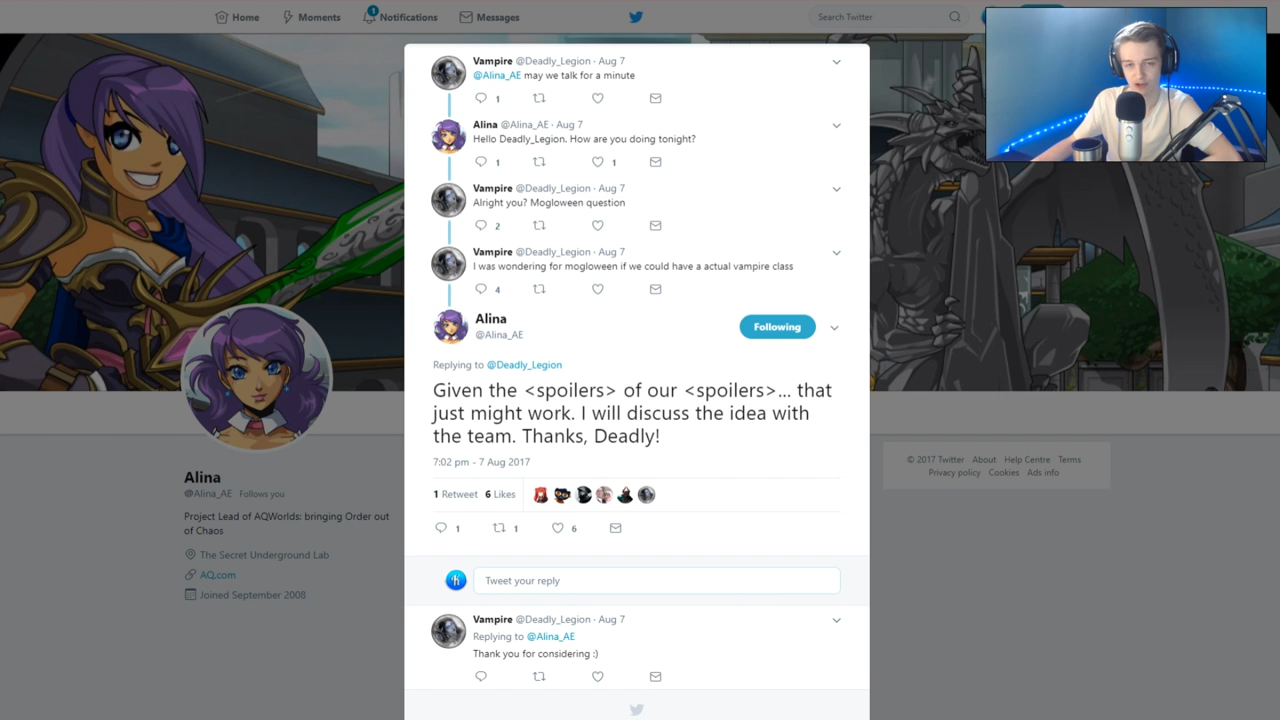 Home
Moments
1
Notifications
Messages
Search Twitter
Vampire @Deadly_Legion · Aug 7
@Alina_AE may we talk for a minute
1
Alina @Alina_AE · Aug 7
Hello Deadly_Legion. How are you doing tonight?
1
1
Vampire @Deadly_Legion · Aug 7
Alright you? Mogloween question
2
Vampire @Deadly_Legion · Aug 7
I was wondering for mogloween if we could have a actual vampire class
4
Alina
@Alina_AE
Following
Replying to @Deadly_Legion
Given the <spoilers> of our <spoilers>... that
just might work. I will discuss the idea with
the team. Thanks, Deadly!
7:02 pm - 7 Aug 2017
1 Retweet 6 Likes
1
1
6
Tweet your reply
Vampire @Deadly_Legion · Aug 7
Replying to @Alina_AE
Thank you for considering :)
Alina
@Alina_AE Follows you
Project Lead of AQWorlds: bringing Order out
of Chaos
The Secret Underground Lab
AQ.com
Joined September 2008
© 2017 Twitter About Help Centre Terms
Privacy policy Cookies Ads info